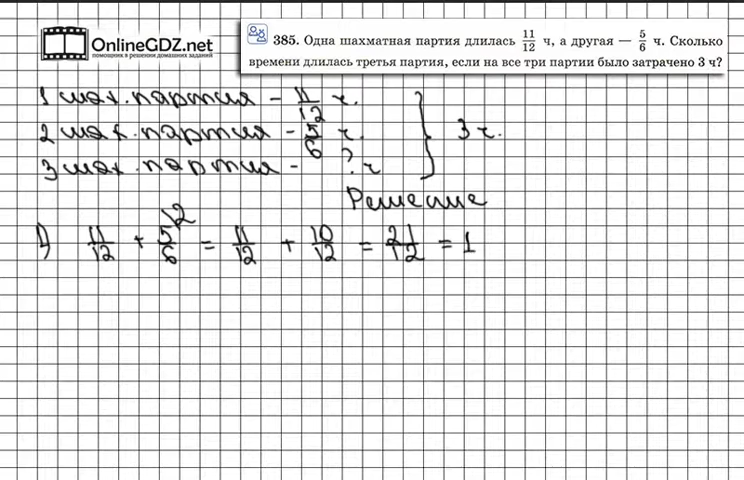 OnlineGDZ.net
помощник в решении домашних заданий
385. Одна шахматная партия длилась 11/12 ч, а другая — 5/6 ч. Сколько
времени длилась третья партия, если на все три партии было затрачено 3 ч?
1 шах. партия - 11/12 ч.
2 шах. партия - 5/6 ч. } 3 ч.
3 шах. партия - ? ч
Решение
1) 11/12 + 5/6 \2 = 11/12 + 10/12 = 21/12 = 1